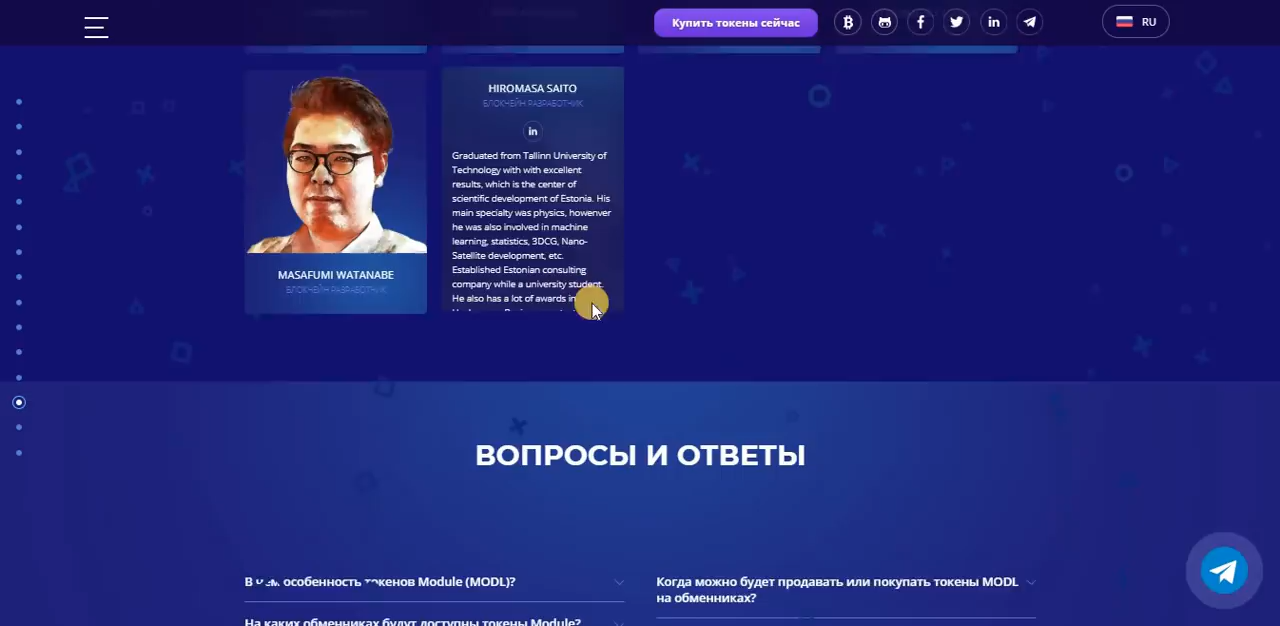 Купить токены сейчас
in
RU
HIROMASA SAITO
БЛОКЧЕЙН РАЗРАБОТЧИК
in
Graduated from Tallinn University of
Technology with with excellent
results, which is the center of
scientific development of Estonia. His
main specialty was physics, howenver
he was also involved in machine
learning, statistics, 3DCG, Nano-
Satellite development, etc.
Established Estonian consulting
company while a university student.
He also has a lot of awards in
MASAFUMI WATANABE
БЛОКЧЕЙН РАЗРАБОТЧИК
ВОПРОСЫ И ОТВЕТЫ
В чем особенность токенов Module (MODL)?
Когда можно будет продавать или покупать токены MODL
на обменниках?
На каких обменниках будут доступны токены Module?